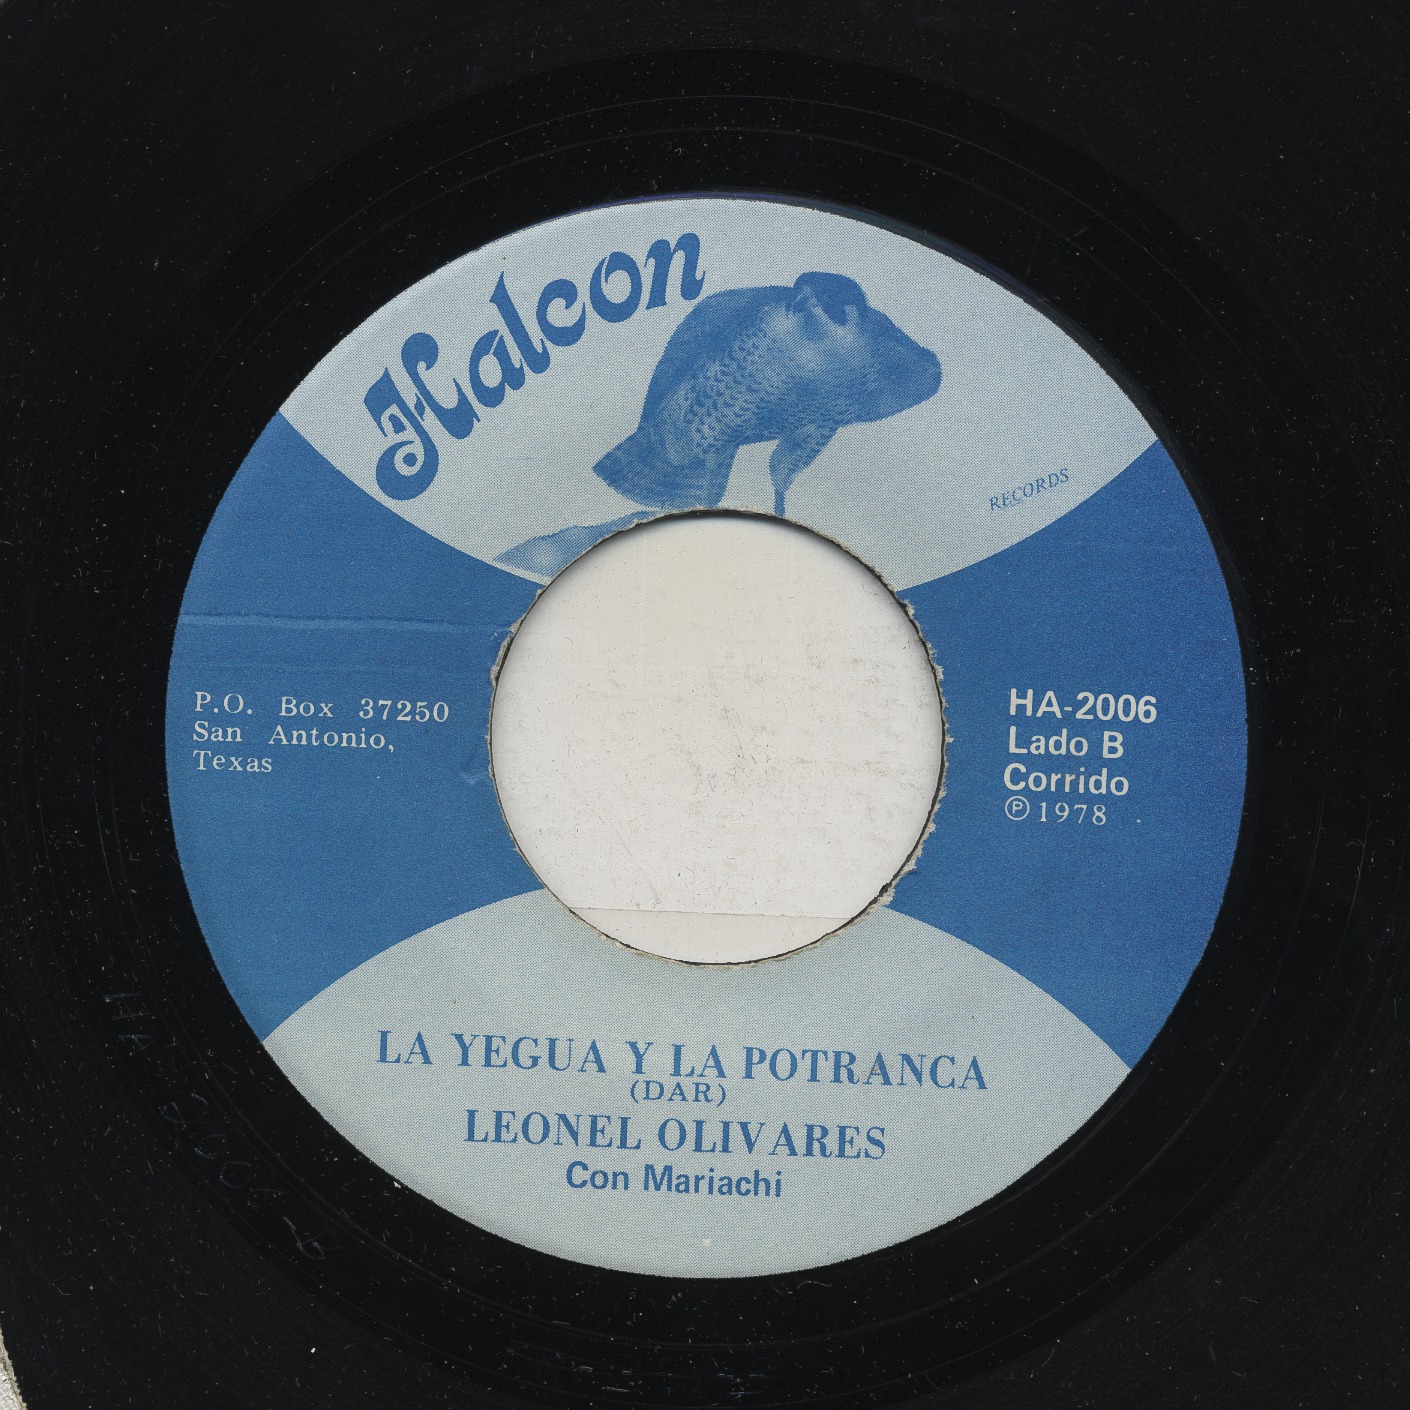 Halcon
RECORDS
P.O. Box 37250
San Antonio,
Texas
HA-2006
Lado B
Corrido
℗ 1978
LA YEGUA Y LA POTRANCA
(DAR)
LEONEL OLIVARES
Con Mariachi